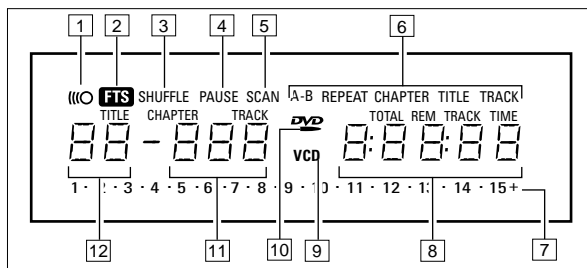 1 2 3 4 5 6
FTS SHUFFLE PAUSE SCAN A-B REPEAT CHAPTER TITLE TRACK
TITLE CHAPTER TRACK DVD TOTAL REM TRACK TIME
88-888 8:88:88
VCD
1 · 2 · 3 · 4 · 5 · 6 · 7 · 8 · 9 · 10 · 11 · 12 · 13 · 14 · 15+ 7
12 11 10 9 8